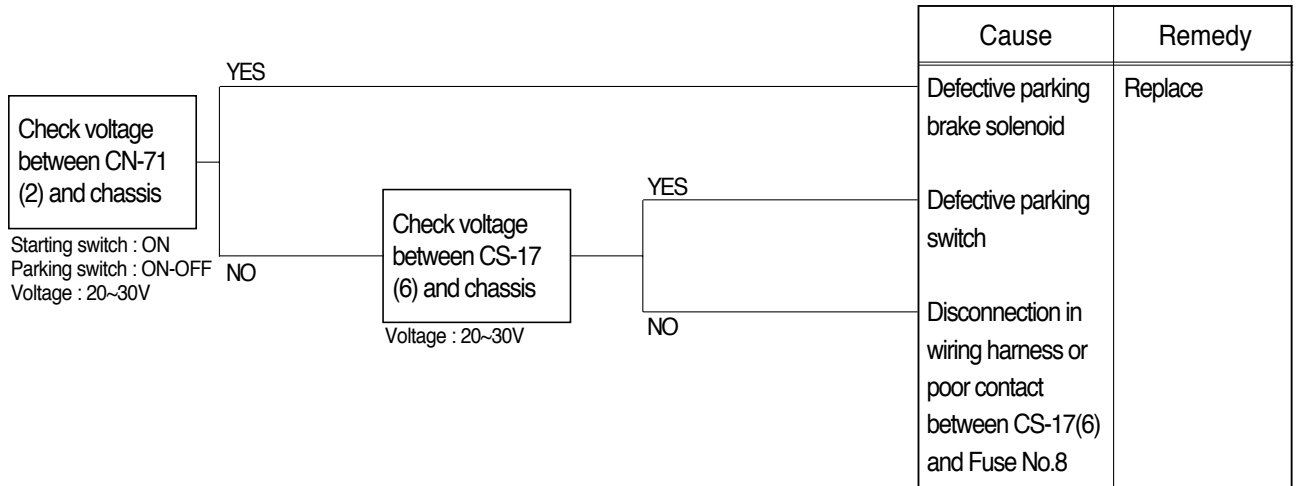 Cause
Remedy
YES
Check voltage
between CN-71
(2) and chassis
Starting switch : ON
Parking switch : ON-OFF
Voltage : 20~30V
NO
Check voltage
between CS-17
(6) and chassis
Voltage : 20~30V
YES
NO
Defective parking
brake solenoid
Replace
Defective parking
switch
Disconnection in
wiring harness or
poor contact
between CS-17(6)
and Fuse No.8